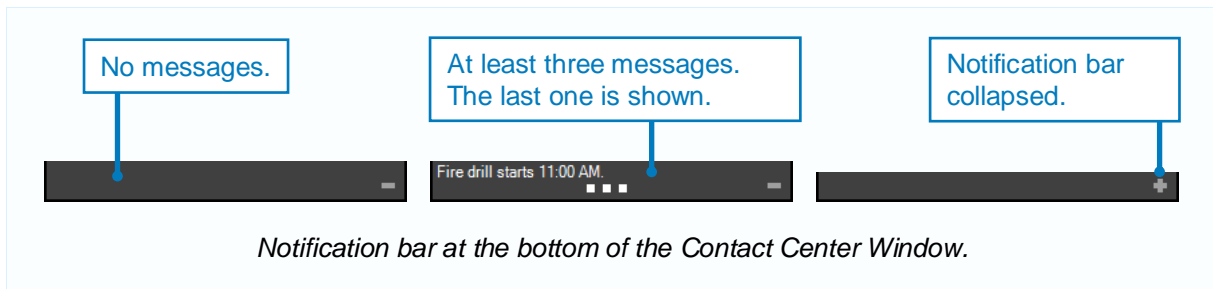 No messages.
At least three messages.
The last one is shown.
Notification bar
collapsed.
Fire drill starts 11:00 AM.
Notification bar at the bottom of the Contact Center Window.